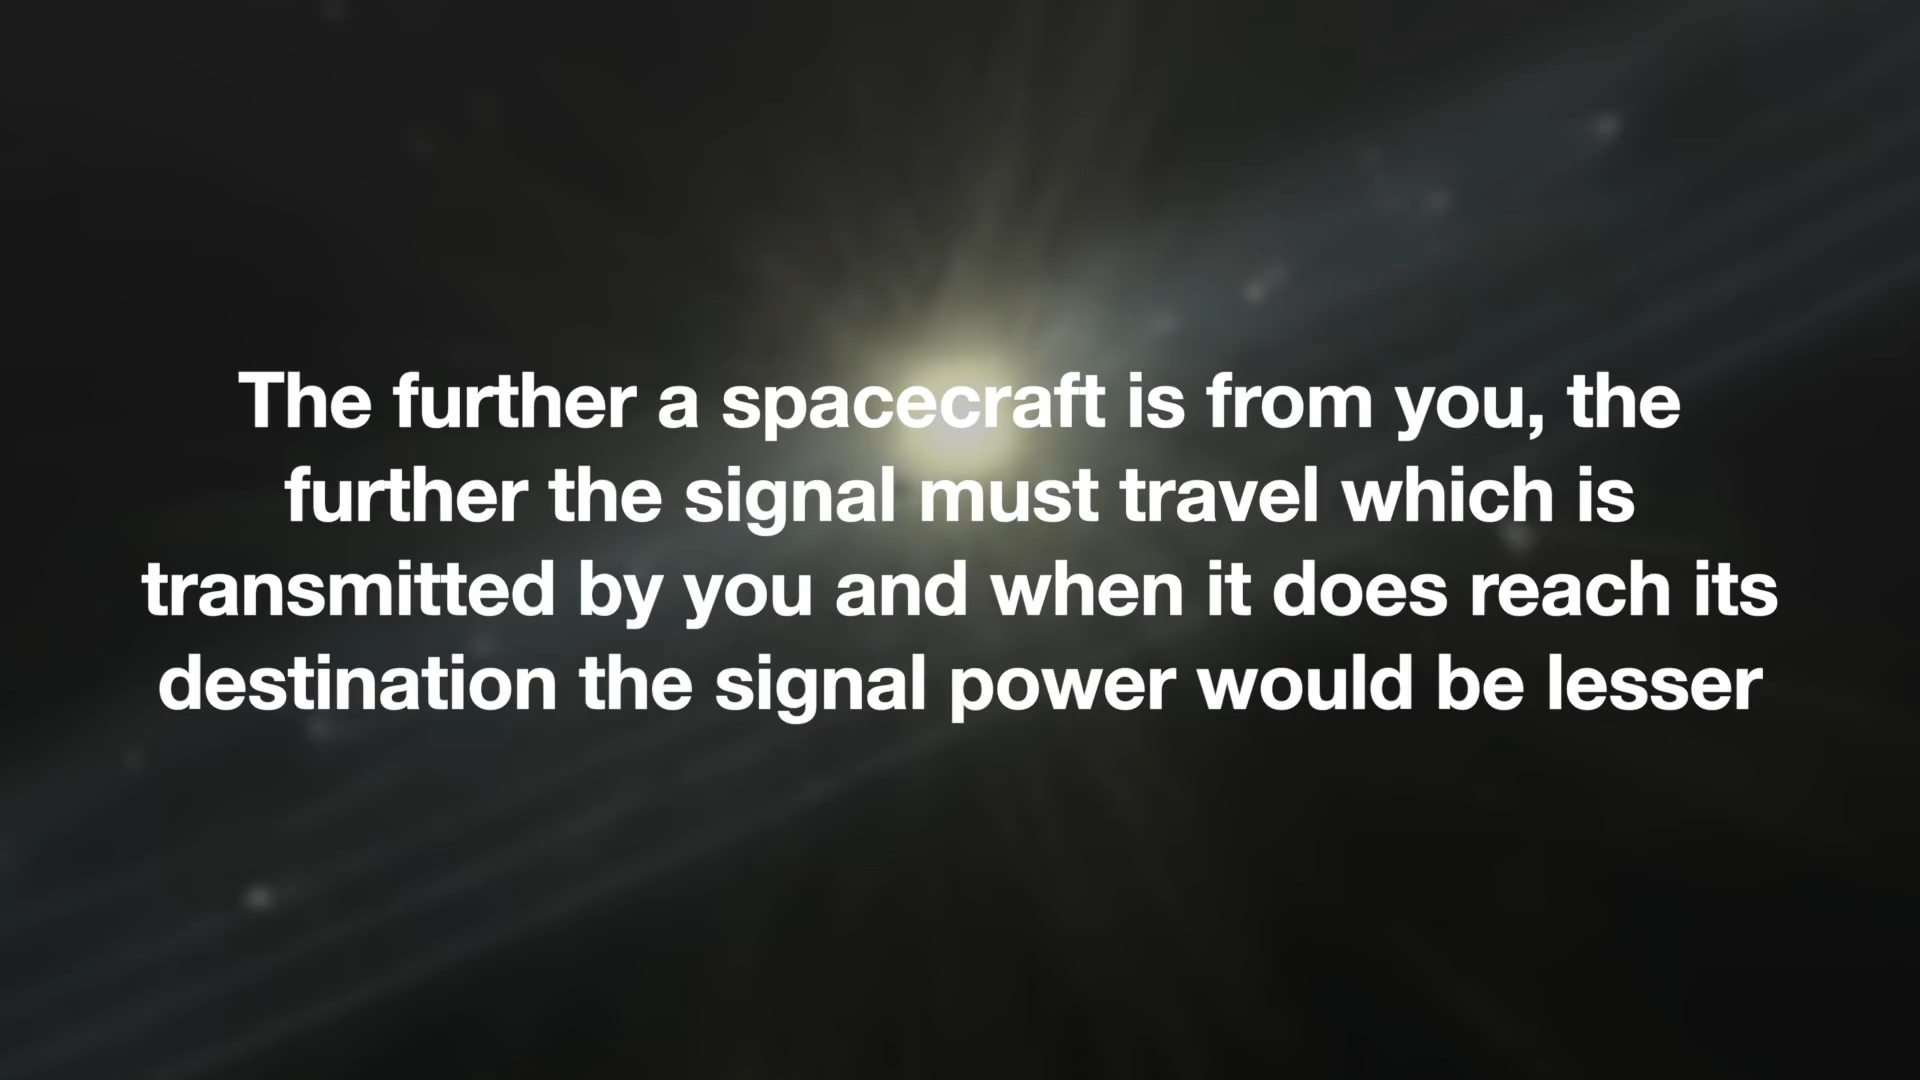 The further a spacecraft is from you, the
further the signal must travel which is
transmitted by you and when it does reach its
destination the signal power would be lesser